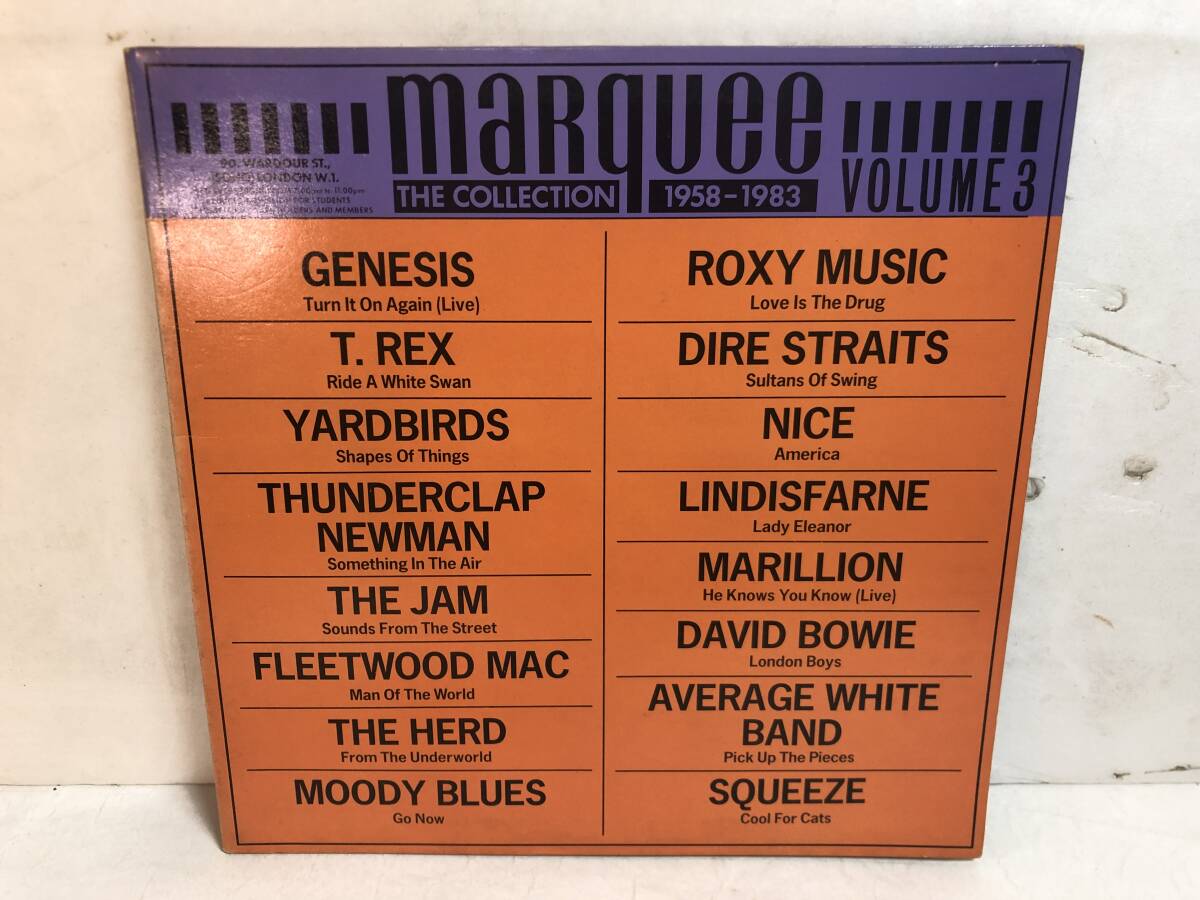 marquee
THE COLLECTION 1958-1983
VOLUME 3
90, WARDOUR ST.,
SOHO, LONDON W.1.
GENESIS
Turn It On Again (Live)
T. REX
Ride A White Swan
YARDBIRDS
Shapes Of Things
THUNDERCLAP
NEWMAN
Something In The Air
THE JAM
Sounds From The Street
FLEETWOOD MAC
Man Of The World
THE HERD
From The Underworld
MOODY BLUES
Go Now
ROXY MUSIC
Love Is The Drug
DIRE STRAITS
Sultans Of Swing
NICE
America
LINDISFARNE
Lady Eleanor
MARILLION
He Knows You Know (Live)
DAVID BOWIE
London Boys
AVERAGE WHITE
BAND
Pick Up The Pieces
SQUEEZE
Cool For Cats